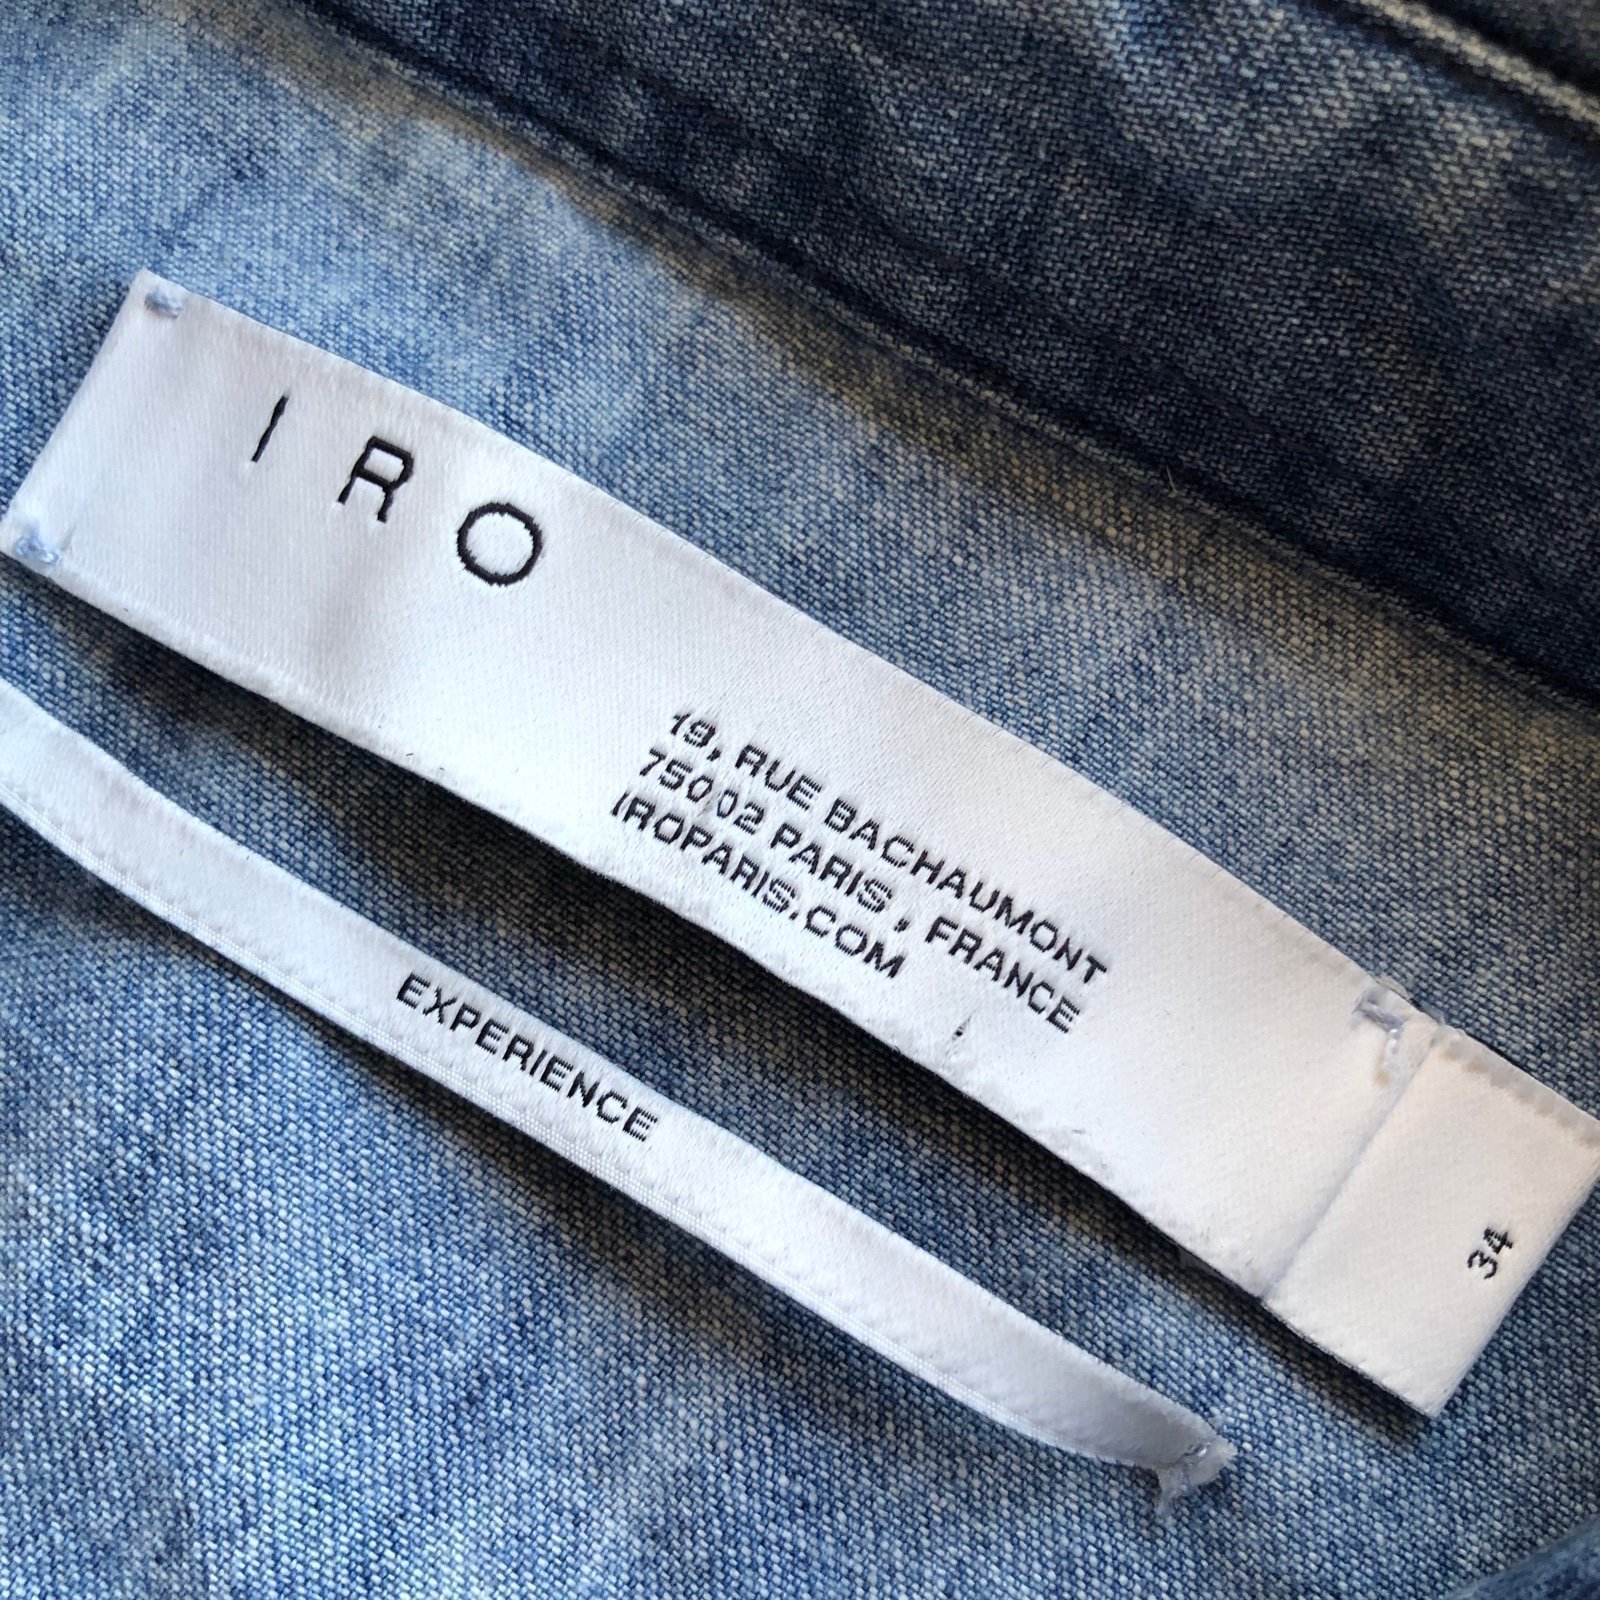 IRO
19, RUE BACHAUMONT
75002 PARIS, FRANCE
IROPARIS.COM
34
EXPERIENCE